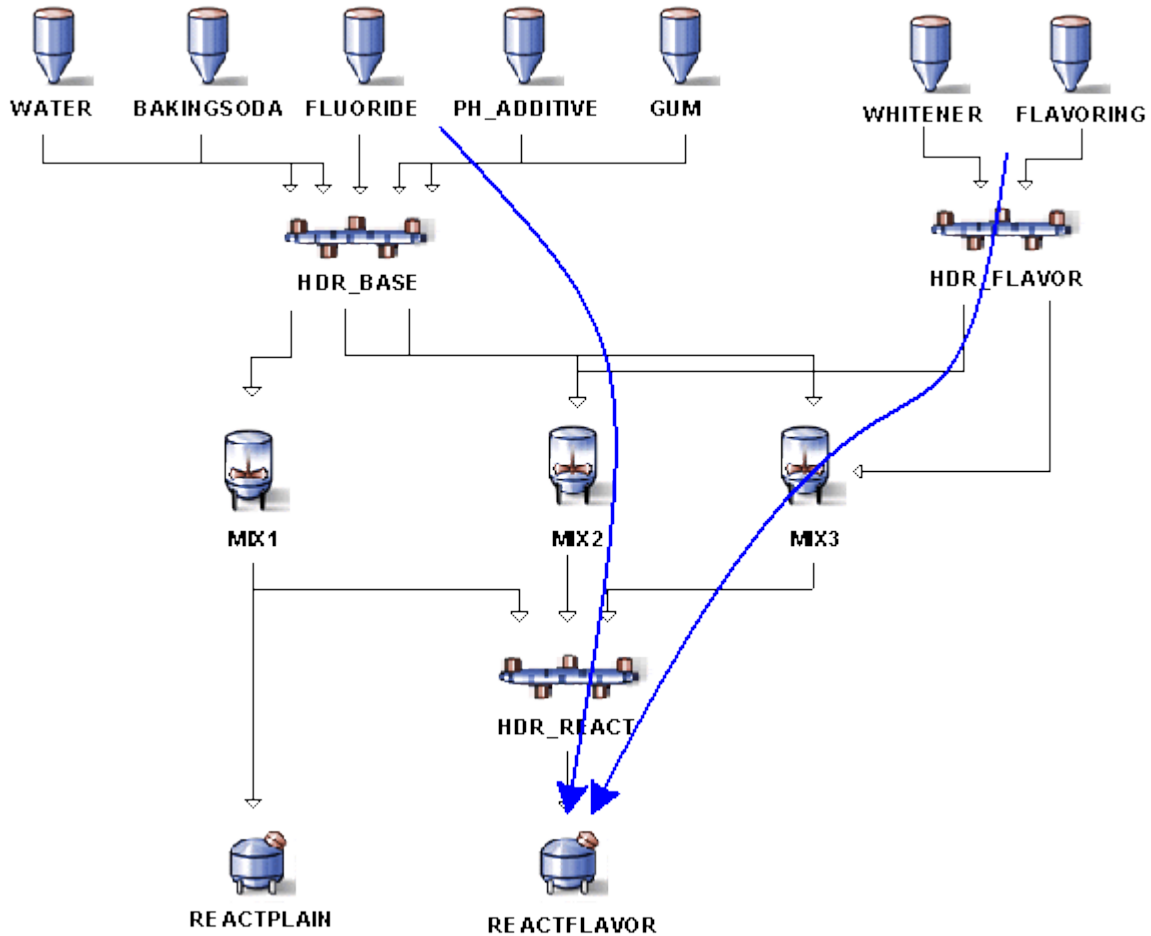 WATER
BAKINGSODA
FLUORIDE
PH_ADDITIVE
GUM
WHITENER
FLAVORING
HDR_BASE
HDR_FLAVOR
MIX1
MIX2
MIX3
HDR_REACT
REACTPLAIN
REACTFLAVOR